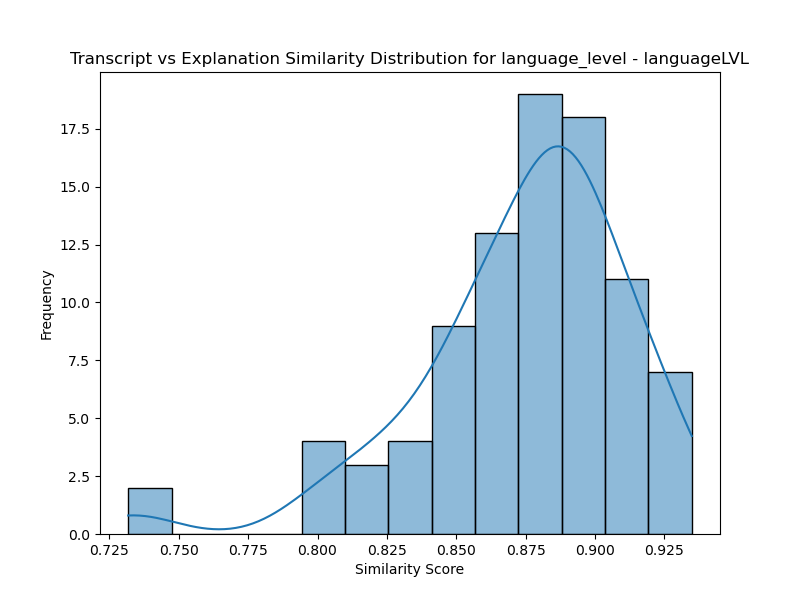 Transcript vs Explanation Similarity Distribution for language_level - languageLVL
17.5
15.0
12.5
10.0
7.5
5.0
2.5
0.0
Frequency
0.725 0.750 0.775 0.800 0.825 0.850 0.875 0.900 0.925
Similarity Score